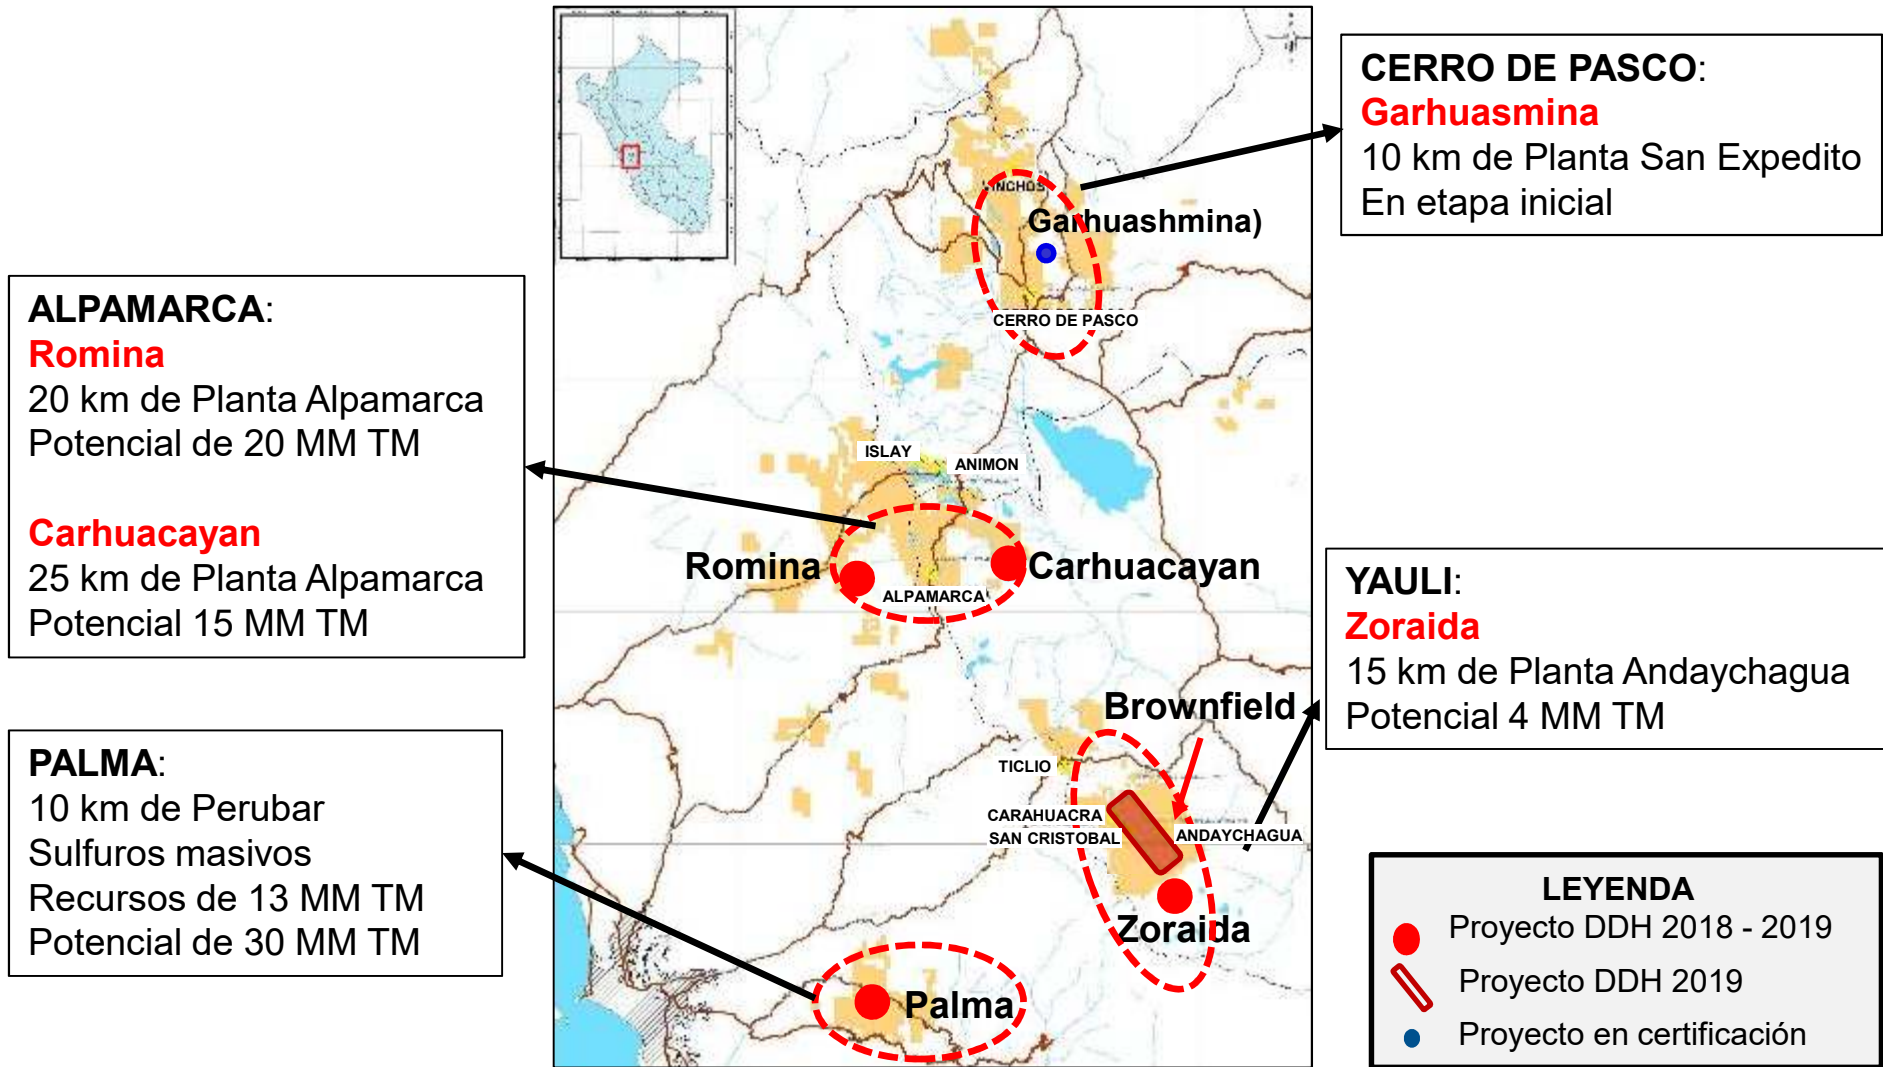 CERRO DE PASCO:
Garhuasmina
10 km de Planta San Expedito
En etapa inicial
ALPAMARCA:
Romina
20 km de Planta Alpamarca
Potencial de 20 MM TM
Carhuacayan
25 km de Planta Alpamarca
Potencial 15 MM TM
PALMA:
10 km de Perubar
Sulfuros masivos
Recursos de 13 MM TM
Potencial de 30 MM TM
Garhuashmina)
CERRO DE PASCO
ISLAY
ANIMON
Romina
Carhuacayan
ALPAMARCA
Brownfield
TICLIO
CARAHUACRA
SAN CRISTOBAL
ANDAYCHAGUA
Zoraida
Palma
YAULI:
Zoraida
15 km de Planta Andaychagua
Potencial 4 MM TM
LEYENDA
Proyecto DDH 2018 - 2019
Proyecto DDH 2019
Proyecto en certificación